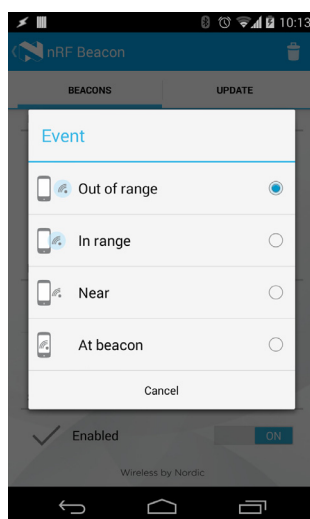 10:13
nRF Beacon
BEACONS
UPDATE
Event
Out of range
In range
Near
At beacon
Cancel
Enabled
ON
Wireless by Nordic